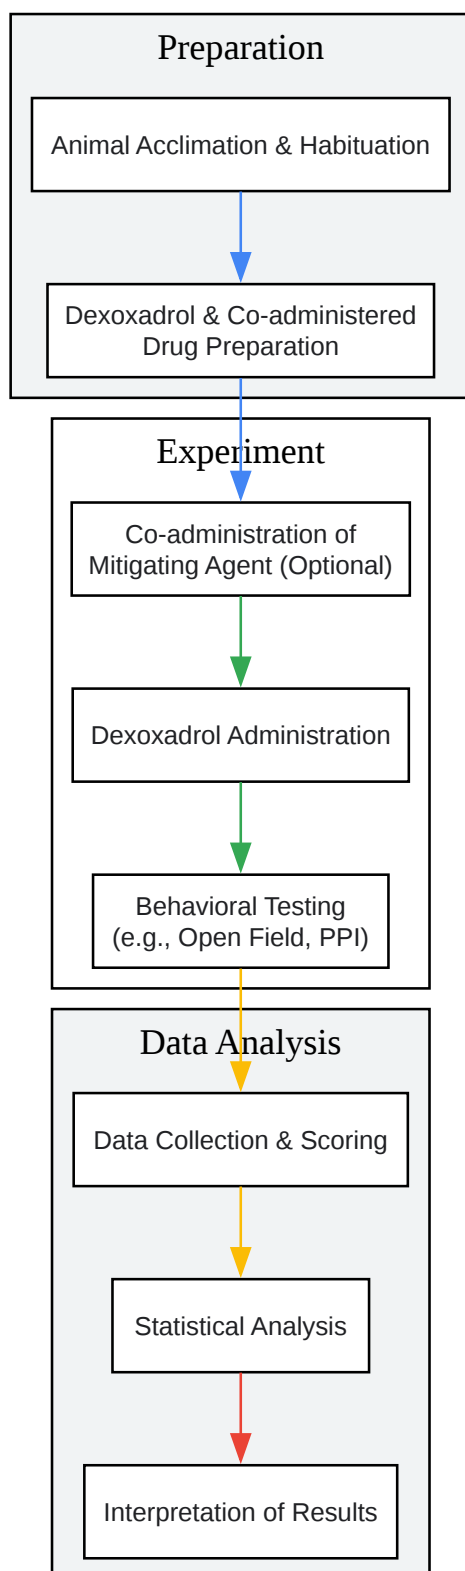 Preparation
Animal Acclimation & Habituation
Dexoxadrol & Co-administered
Drug Preparation
Experiment
Co-administration of
Mitigating Agent (Optional)
Dexoxadrol Administration
Behavioral Testing
(e.g., Open Field, PPI)
Data Analysis
Data Collection & Scoring
Statistical Analysis
Interpretation of Results